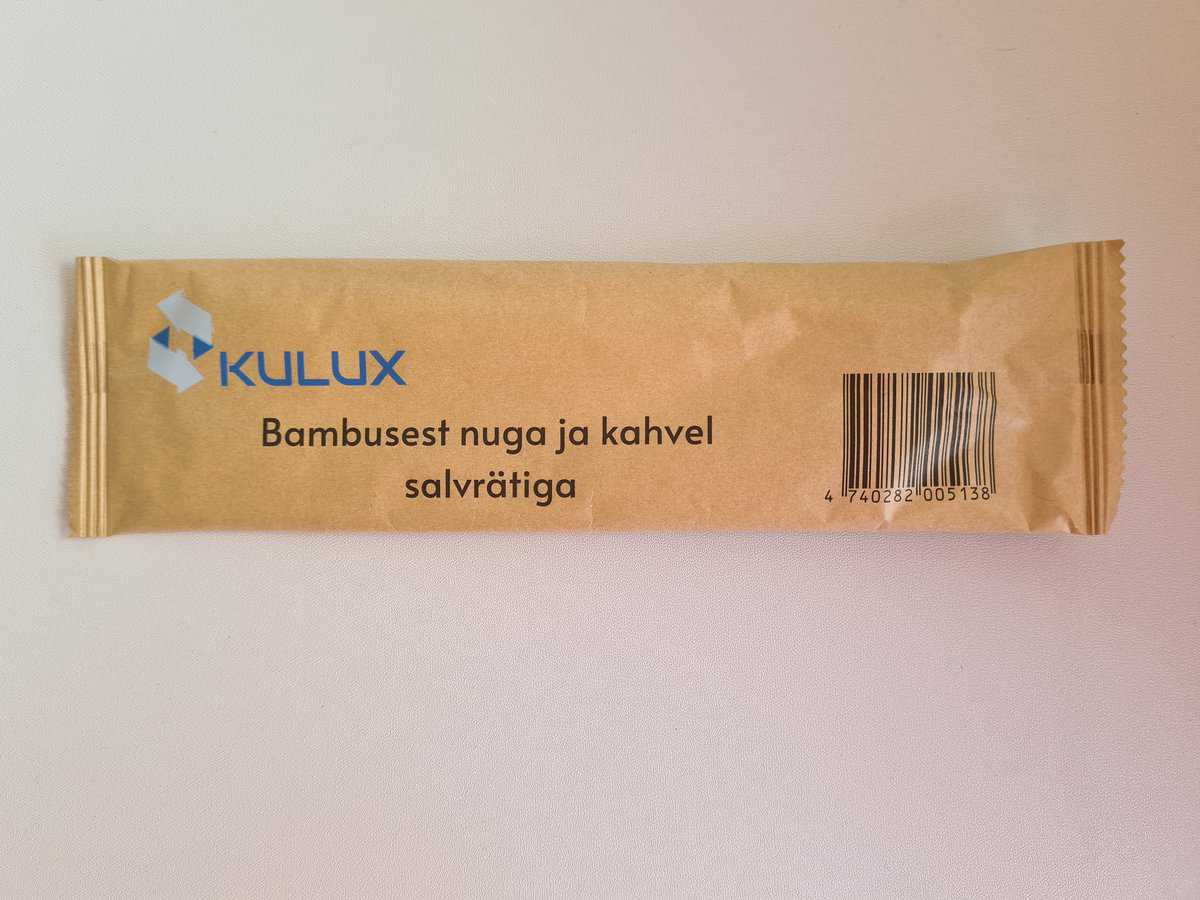 KULUX
Bambusest nuga ja kahvel
salvrätiga
4 740282 005138